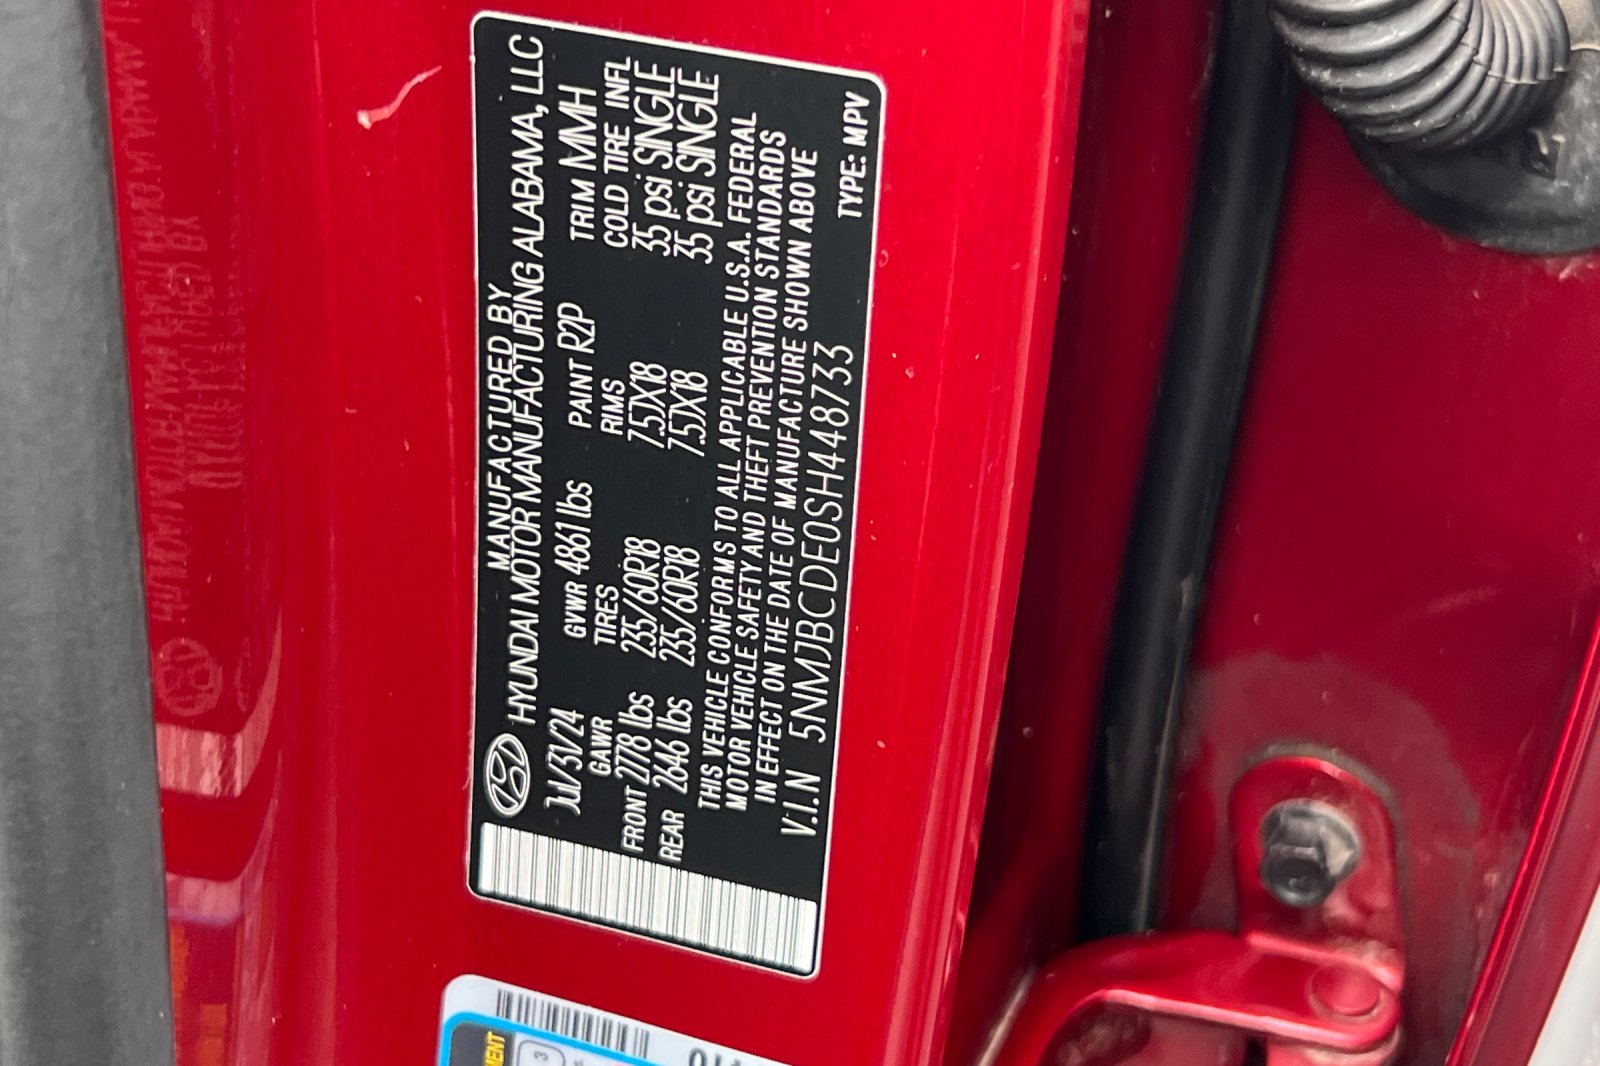 MANUFACTURED BY
HYUNDAI MOTOR MANUFACTURING ALABAMA, LLC
Jul/31/24 GVWR 4861 lbs PAINT R2P TRIM MMH
GAWR TIRES RIMS COLD TIRE INFL
FRONT 2778 lbs 235/60R18 7.5JX18 35 psi SINGLE
REAR 2646 lbs 235/60R18 7.5JX18 35 psi SINGLE
THIS VEHICLE CONFORMS TO ALL APPLICABLE U.S.A. FEDERAL
MOTOR VEHICLE SAFETY AND THEFT PREVENTION STANDARDS
IN EFFECT ON THE DATE OF MANUFACTURE SHOWN ABOVE
V.I.N 5NMJBCDE0SH448733 TYPE: MPV
3